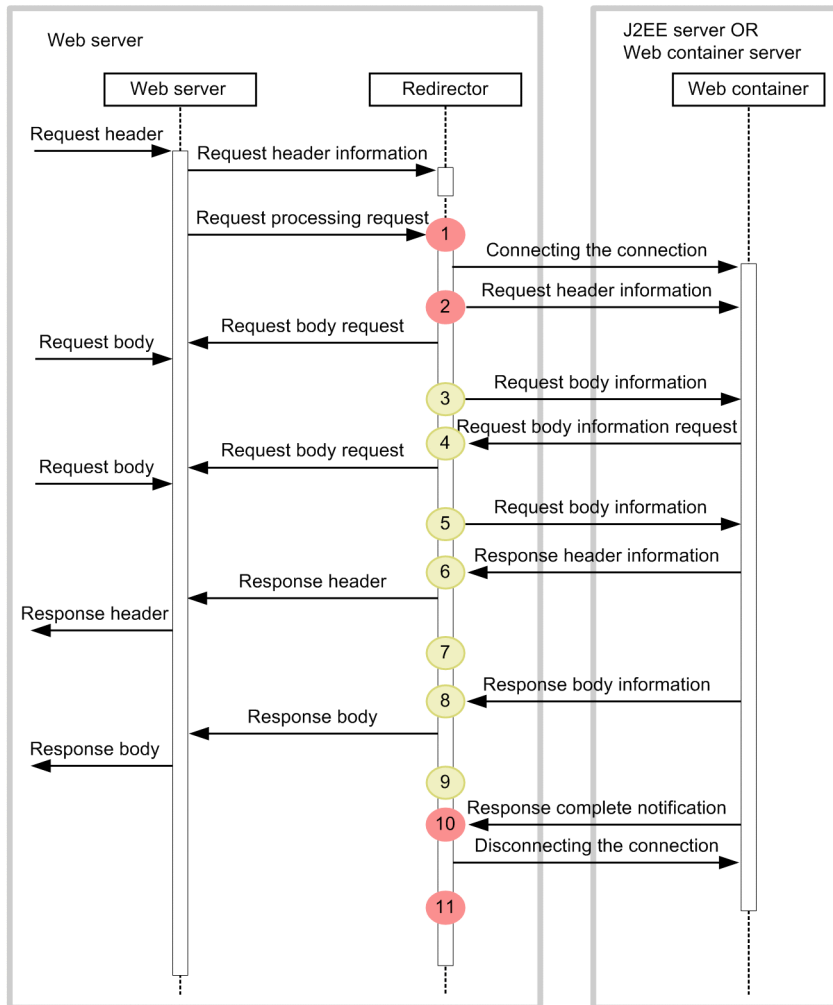 Web server
J2EE server OR
Web container server
Web server
Redirector
Web container
Request header
Request header information
Request processing request
1
Connecting the connection
2
Request header information
Request body request
Request body
3
Request body information
Request body information request
4
Request body request
Request body
5
Request body information
6
Response header information
Response header
Response header
7
8
Response body information
Response body
Response body
9
10
Response complete notification
Disconnecting the connection
11